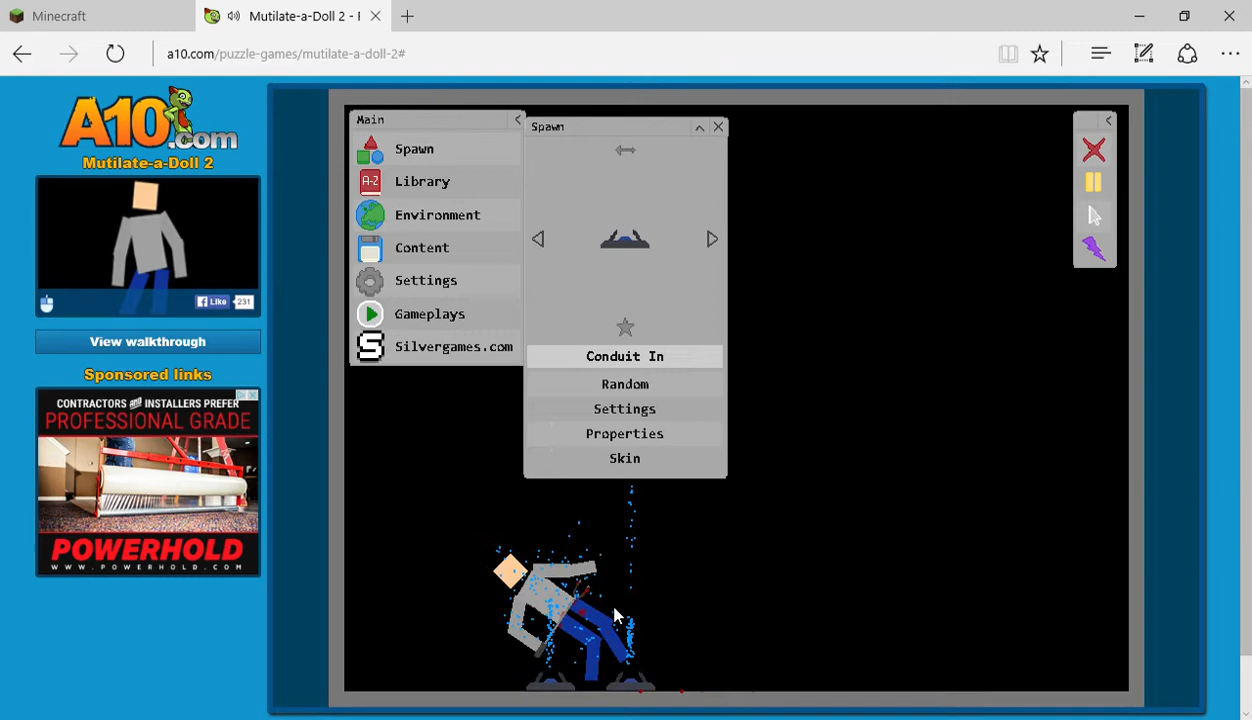 Minecraft
Mutilate-a-Doll 2 - F
a10.com/puzzle-games/mutilate-a-doll-2#
A10.com
Mutilate-a-Doll 2
Like 231
View walkthrough
Sponsored links
CONTRACTORS AND INSTALLERS PREFER
PROFESSIONAL GRADE
POWERHOLD
WWW.POWERHOLD.COM
Main
Spawn
A-Z Library
Environment
Content
Settings
Gameplays
S Silvergames.com
Spawn
Conduit In
Random
Settings
Properties
Skin